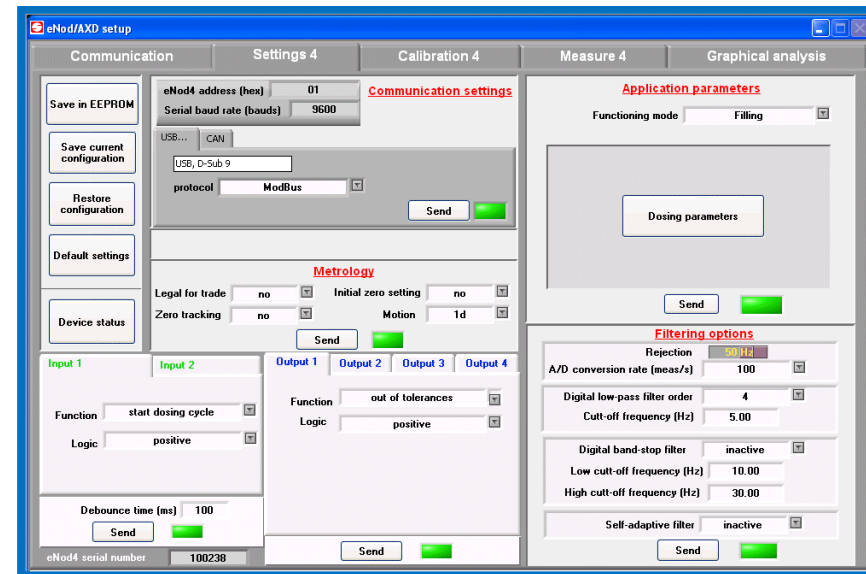 eNod/AXD setup
Communication
Settings 4
Calibration 4
Measure 4
Graphical analysis
Save in EEPROM
Save current
configuration
Restore
configuration
Default settings
Device status
eNod4 address (hex) 01
Serial baud rate (bauds) 9600
Communication settings
USB... CAN
USB, D-Sub 9
protocol ModBus
Send
Metrology
Legal for trade no Initial zero setting no
Zero tracking no Motion 1d
Send
Input 1 Input 2
Function start dosing cycle
Logic positive
Debounce time (ms) 100
Send
eNod4 serial number 100238
Output 1 Output 2 Output 3 Output 4
Function out of tolerances
Logic positive
Send
Application parameters
Functioning mode Filling
Dosing parameters
Send
Filtering options
Rejection 50 Hz
A/D conversion rate (meas/s) 100
Digital low-pass filter order 4
Cutt-off frequency (Hz) 5.00
Digital band-stop filter inactive
Low cutt-off frequency (Hz) 10.00
High cutt-off frequency (Hz) 30.00
Self-adaptive filter inactive
Send